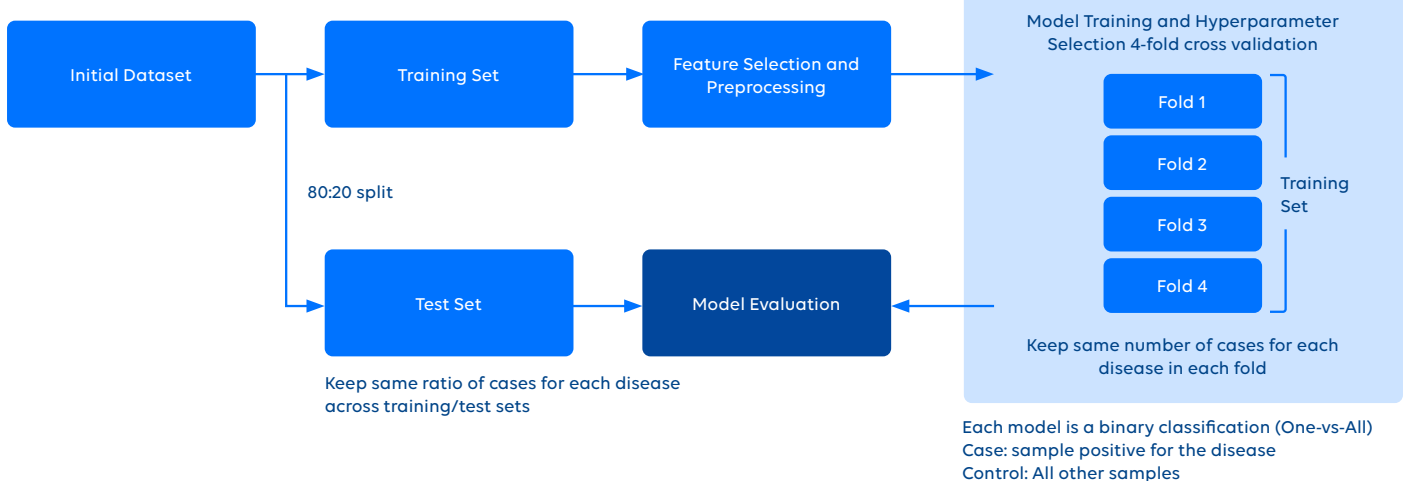 Initial Dataset
Training Set
Feature Selection and
Preprocessing
Model Training and Hyperparameter
Selection 4-fold cross validation
Fold 1
Fold 2
Fold 3
Fold 4
Training
Set
Keep same number of cases for each
disease in each fold
80:20 split
Test Set
Model Evaluation
Keep same ratio of cases for each disease
across training/test sets
Each model is a binary classification (One-vs-All)
Case: sample positive for the disease
Control: All other samples